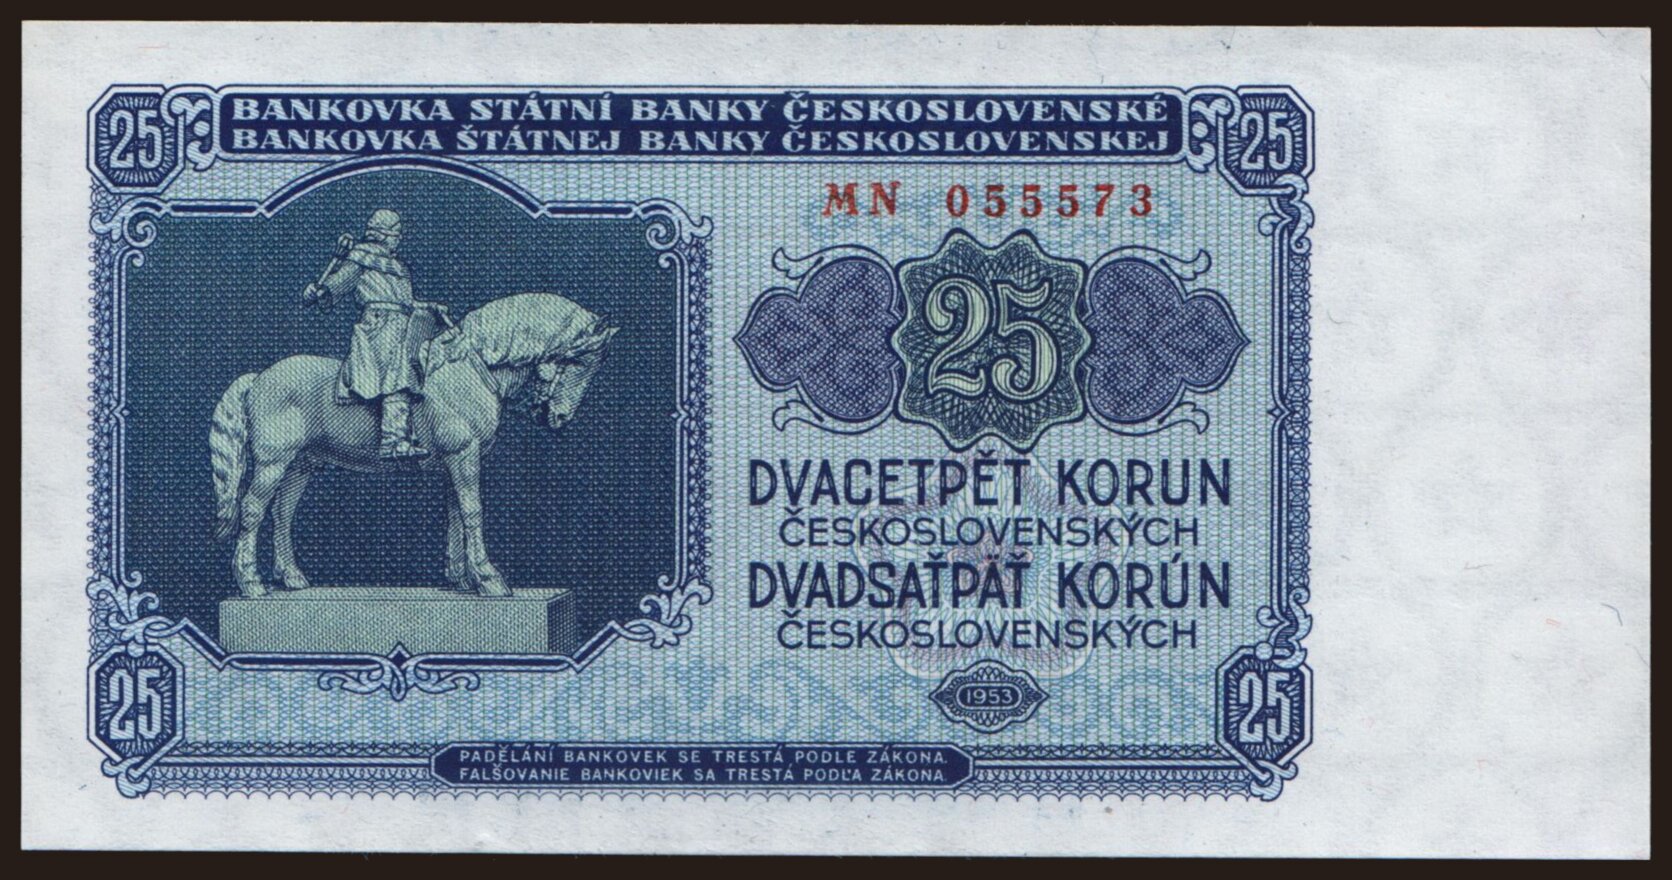 25 BANKOVKA STÁTNÍ BANKY ČESKOSLOVENSKÉ 25
BANKOVKA ŠTÁTNEJ BANKY ČESKOSLOVENSKEJ
MN 055573
25
DVACETPĚT KORUN
ČESKOSLOVENSKÝCH
DVADSAŤPÄŤ KORÚN
ČESKOSLOVENSKÝCH
25 1953 25
PADĚLÁNÍ BANKOVEK SE TRESTÁ PODLE ZÁKONA.
FALŠOVANIE BANKOVIEK SA TRESTÁ PODĽA ZÁKONA.